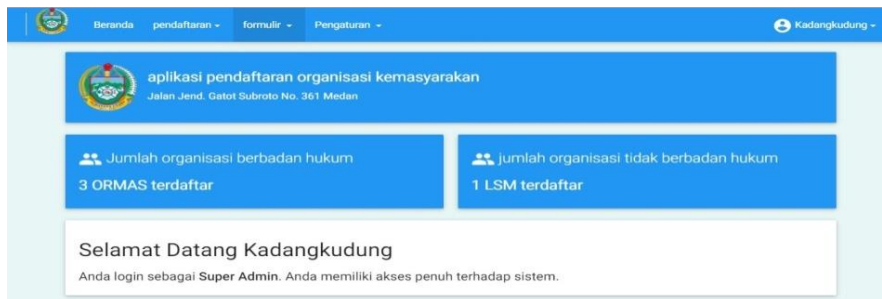 Beranda pendaftaran formulir Pengaturan Kadangkudung
aplikasi pendaftaran organisasi kemasyarakan
Jalan Jend. Gatot Subroto No. 361 Medan
Jumlah organisasi berbadan hukum
3 ORMAS terdaftar
jumlah organisasi tidak berbadan hukum
1 LSM terdaftar
Selamat Datang Kadangkudung
Anda login sebagai Super Admin. Anda memiliki akses penuh terhadap sistem.